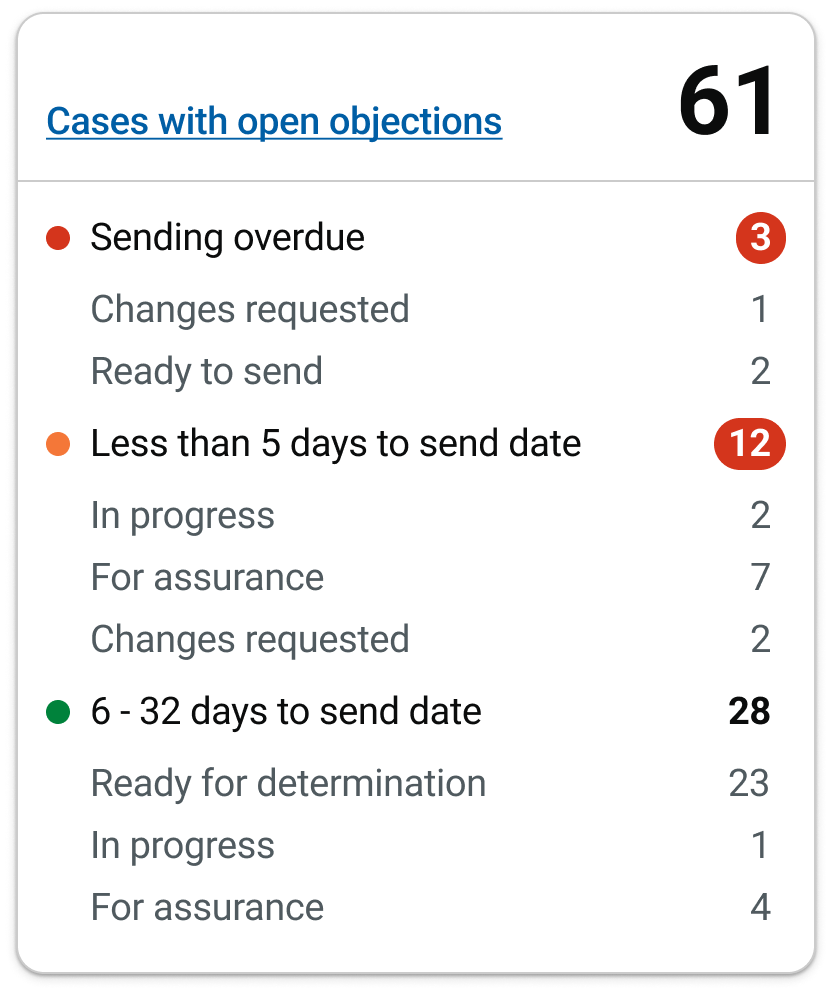 Cases with open objections 61
Sending overdue 3
Changes requested 1
Ready to send 2
Less than 5 days to send date 12
In progress 2
For assurance 7
Changes requested 2
6 - 32 days to send date 28
Ready for determination 23
In progress 1
For assurance 4